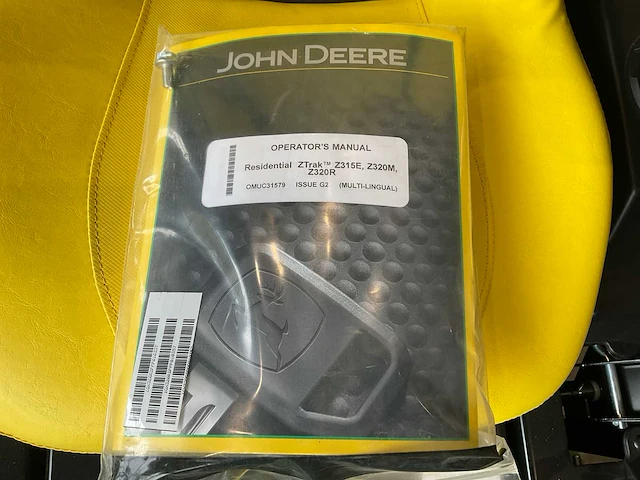 JOHN DEERE
OPERATOR'S MANUAL
Residential ZTrak™ Z315E, Z320M,
Z320R
OMUC31579 ISSUE G2 (MULTI-LINGUAL)